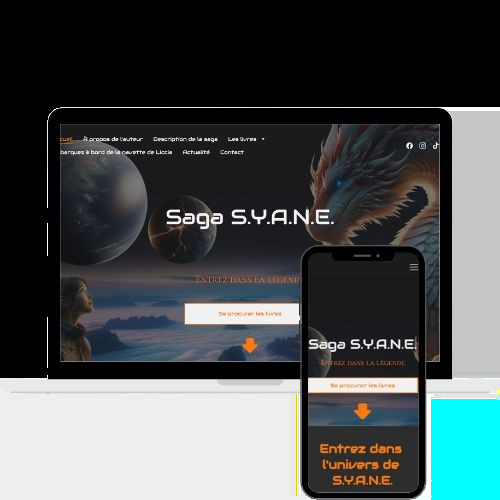 cueil À propos de l'auteur Description de la saga Les livres
barquez à bord de la navette de Liccia Actualité Contact
Saga S.Y.A.N.E.
Entrez dans la légend
Se procurer les livres
Saga S.Y.A.N.E.
Entrez dans la légende
Se procurer les livres
Entrez dans
l'univers de
S.Y.A.N.E.